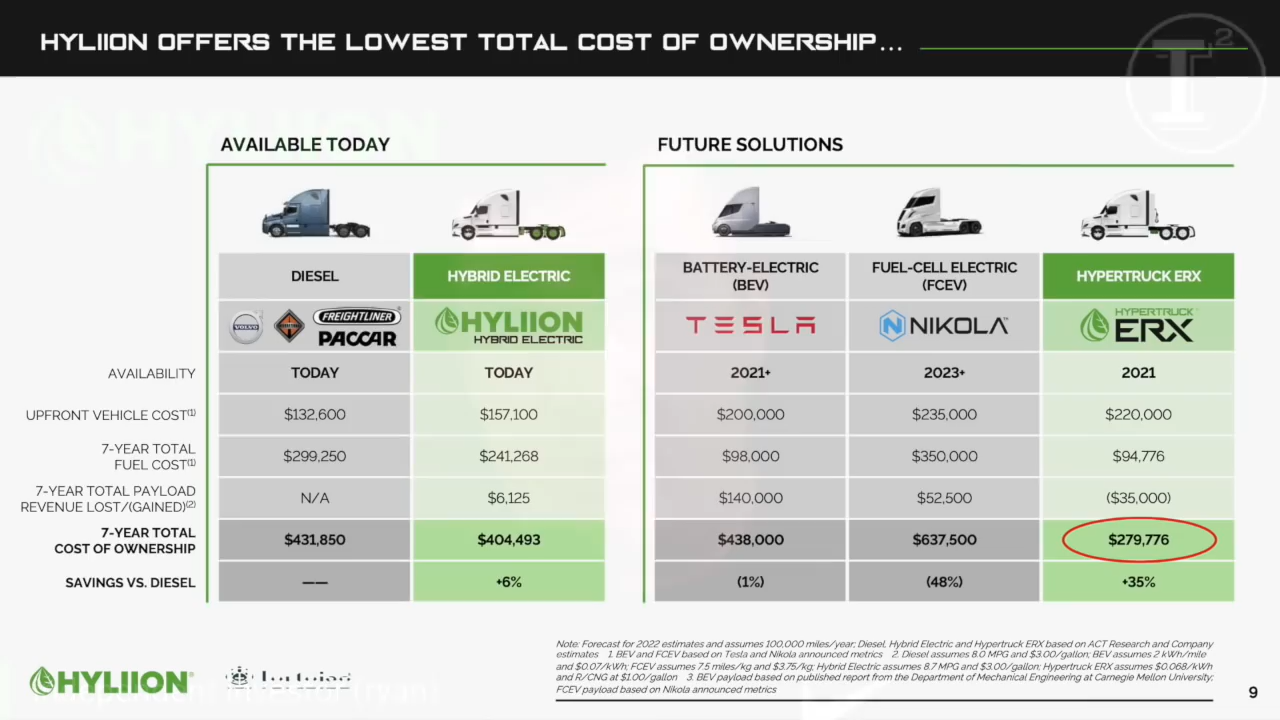 HYLIION OFFERS THE LOWEST TOTAL COST OF OWNERSHIP...
T2
AVAILABLE TODAY
FUTURE SOLUTIONS
DIESEL
HYBRID ELECTRIC
BATTERY-ELECTRIC
(BEV)
FUEL-CELL ELECTRIC
(FCEV)
HYPERTRUCK ERX
VOLVO
INTERNATIONAL
FREIGHTLINER
PACCAR
HYLIION
HYBRID ELECTRIC
TESLA
NIKOLA™
HYPERTRUCK™
ERX
AVAILABILITY TODAY TODAY 2021+ 2023+ 2021
UPFRONT VEHICLE COST(1) $132,600 $157,100 $200,000 $235,000 $220,000
7-YEAR TOTAL
FUEL COST(1) $299,250 $241,268 $98,000 $350,000 $94,776
7-YEAR TOTAL PAYLOAD
REVENUE LOST/(GAINED)(2) N/A $6,125 $140,000 $52,500 ($35,000)
7-YEAR TOTAL
COST OF OWNERSHIP $431,850 $404,493 $438,000 $637,500 $279,776
SAVINGS VS. DIESEL —— +6% (1%) (48%) +35%
Note: Forecast for 2022 estimates and assumes 100,000 miles/year; Diesel, Hybrid Electric and Hypertruck ERX based on ACT Research and Company
estimates 1. BEV and FCEV based on Tesla and Nikola announced metrics 2. Diesel assumes 8.0 MPG and $3.00/gallon; BEV assumes 2 kWh/mile
and $0.07/kWh; FCEV assumes 7.5 miles/kg and $3.75/kg; Hybrid Electric assumes 8.7 MPG and $3.00/gallon; Hypertruck ERX assumes $0.068/kWh
and R/CNG at $1.00/gallon 3. BEV payload based on published report from the Department of Mechanical Engineering at Carnegie Mellon University;
FCEV payload based on Nikola announced metrics
HYLIION®
9